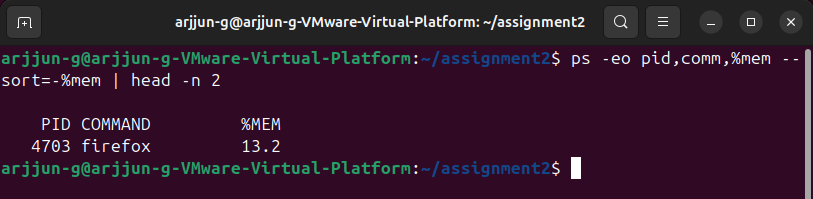 arjjun-g@arjjun-g-VMware-Virtual-Platform: ~/assignment2
arjjun-g@arjjun-g-VMware-Virtual-Platform:~/assignment2$ ps -eo pid,comm,%mem --
sort=-%mem | head -n 2
PID COMMAND %MEM
4703 firefox 13.2
arjjun-g@arjjun-g-VMware-Virtual-Platform:~/assignment2$